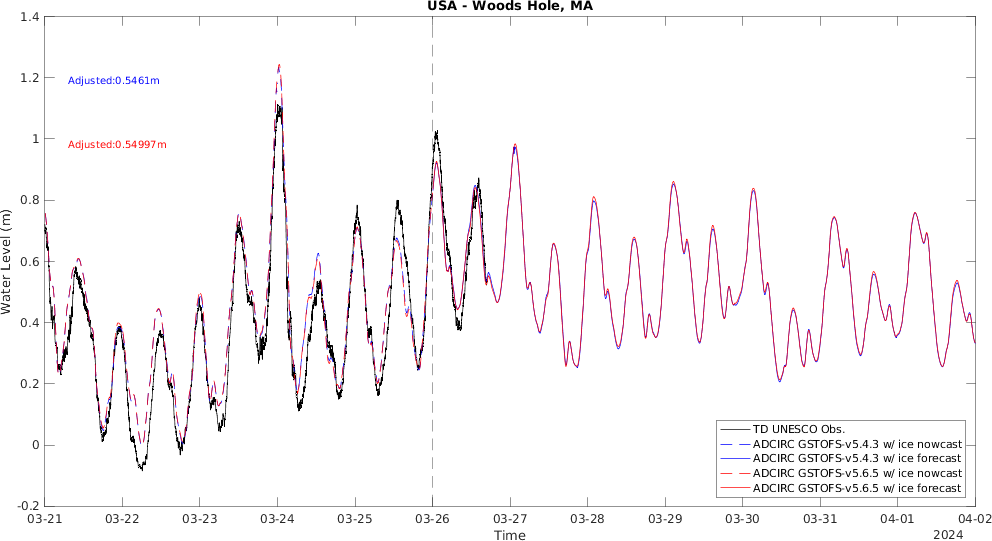 USA - Woods Hole, MA
1.4
1.2
1
0.8
0.6
0.4
0.2
0
-0.2
Water Level (m)
Adjusted:0.5461m
Adjusted:0.54997m
TD UNESCO Obs.
ADCIRC GSTOFS-v5.4.3 w/ ice nowcast
ADCIRC GSTOFS-v5.4.3 w/ ice forecast
ADCIRC GSTOFS-v5.6.5 w/ ice nowcast
ADCIRC GSTOFS-v5.6.5 w/ ice forecast
03-21 03-22 03-23 03-24 03-25 03-26 03-27 03-28 03-29 03-30 03-31 04-01 04-02
Time
2024